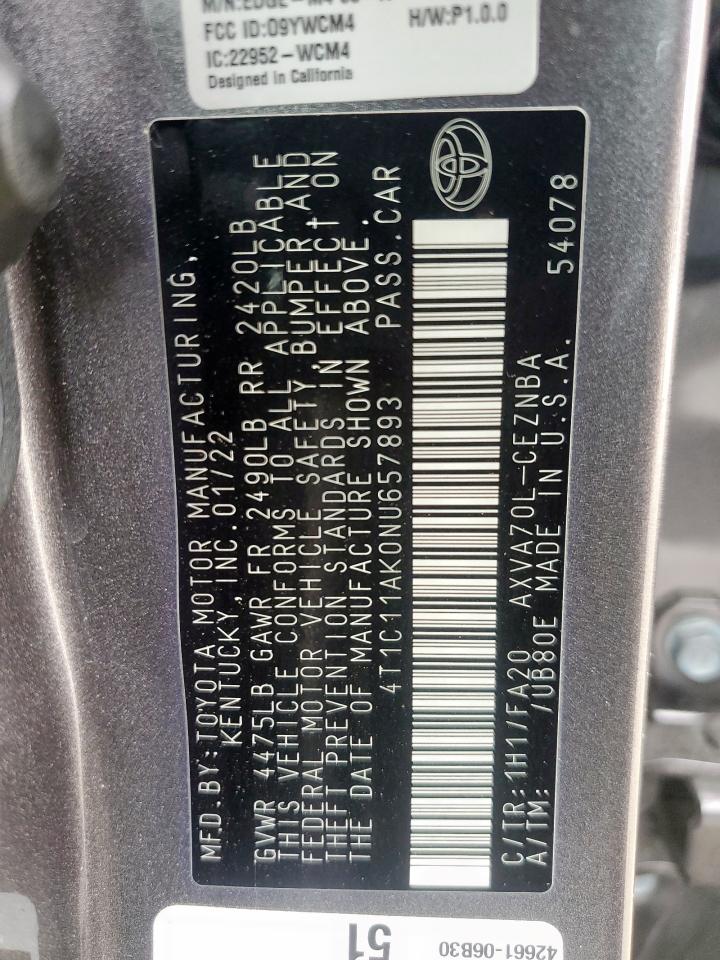 FCC ID:O9YWCM4
H/W:P1.0.0
IC:22952-WCM4
Designed in California
MFD.BY:TOYOTA MOTOR MANUFACTURING,
KENTUCKY, INC.01/22
GVWR 4475LB GAWR FR 2490LB RR 2420LB
THIS VEHICLE CONFORMS TO ALL APPLICABLE
FEDERAL MOTOR VEHICLE SAFETY, BUMPER AND
THEFT PREVENTION STANDARDS IN EFFECT ON
THE DATE OF MANUFACTURE SHOWN ABOVE.
4T1C11AK0NU657893 PASS.CAR
C/TR:1H1/FA20 AXVA70L-CEZNBA
A/TM: /UB80E MADE IN U.S.A. 54078
51
42661-06B30